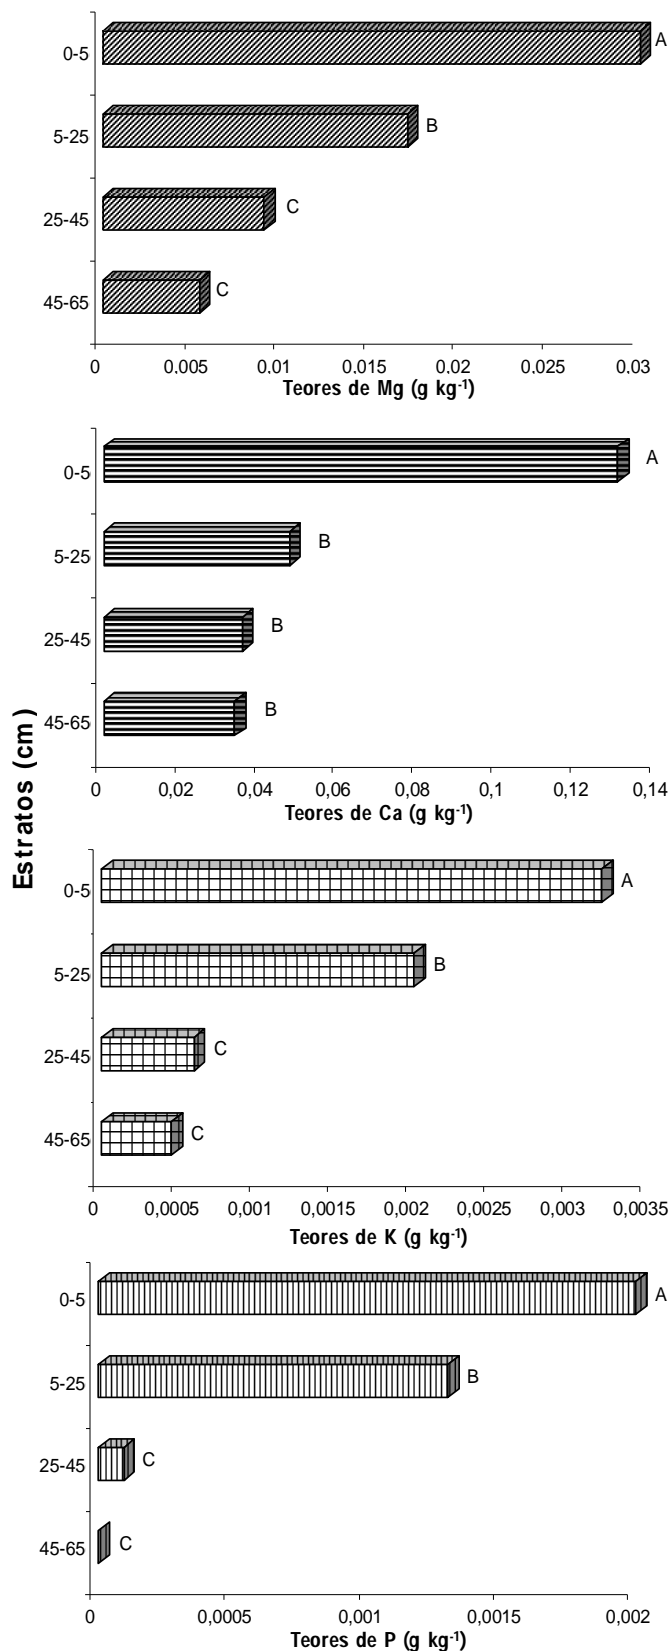 0-5
A
5-25
B
25-45
C
45-65
C
0 0,005 0,01 0,015 0,02 0,025 0,03
Teores de Mg (g kg-1)
0-5
A
5-25
B
25-45
B
45-65
B
0 0,02 0,04 0,06 0,08 0,1 0,12 0,14
Teores de Ca (g kg-1)
Estratos (cm)
0-5
A
5-25
B
25-45
C
45-65
C
0 0,0005 0,001 0,0015 0,002 0,0025 0,003 0,0035
Teores de K (g kg-1)
0-5
A
5-25
B
25-45
C
45-65
C
0 0,0005 0,001 0,0015 0,002
Teores de P (g kg-1)